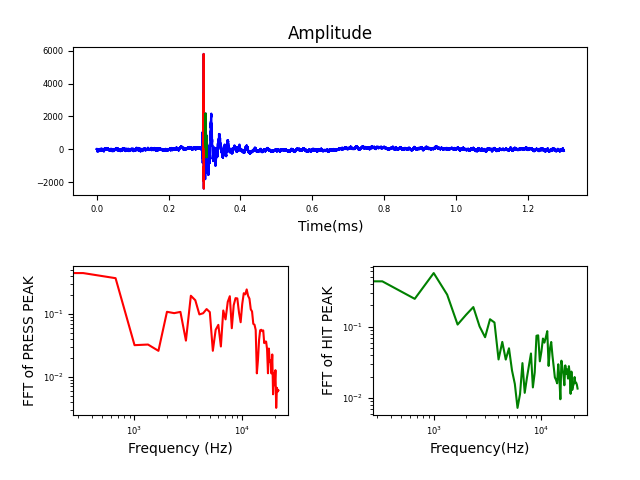 Amplitude
6000
4000
2000
0
−2000
0.0 0.2 0.4 0.6 0.8 1.0 1.2
Time(ms)
FFT of PRESS PEAK
10⁻¹
10⁻²
10³ 10⁴
Frequency (Hz)
FFT of HIT PEAK
10⁻¹
10⁻²
10³ 10⁴
Frequency(Hz)